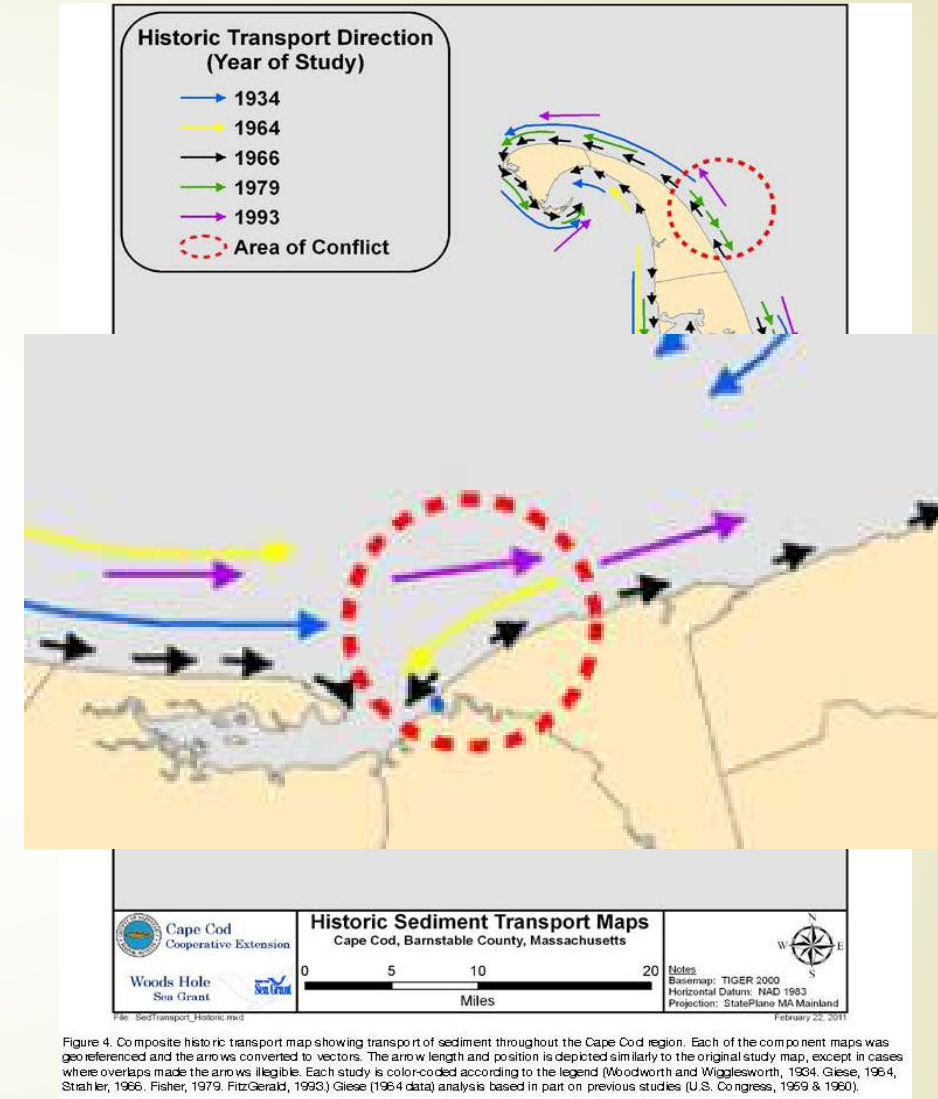 Historic Transport Direction
(Year of Study)
1934
1964
1966
1979
1993
Area of Conflict
Cape Cod
Cooperative Extension
Woods Hole
Sea Grant
Sea Grant
File: SedTransport_Historic.mxd
Historic Sediment Transport Maps
Cape Cod, Barnstable County, Massachusetts
0 5 10 20
Miles
N
W E
S
Notes
Basemap: TIGER 2000
Horizontal Datum: NAD 1983
Projection: StatePlane MA Mainland
February 22, 2011
Figure 4. Composite historic transport map showing transport of sediment throughout the Cape Cod region. Each of the component maps was
georeferenced and the arrows converted to vectors. The arrow length and position is depicted similarly to the original study map, except in cases
where overlaps made the arrows illegible. Each study is color-coded according to the legend (Woodworth and Wigglesworth, 1934. Giese, 1964,
Strahler, 1966. Fisher, 1979. FitzGerald, 1993.) Giese (1964 data) analysis based in part on previous studies (U.S. Congress, 1959 & 1960).